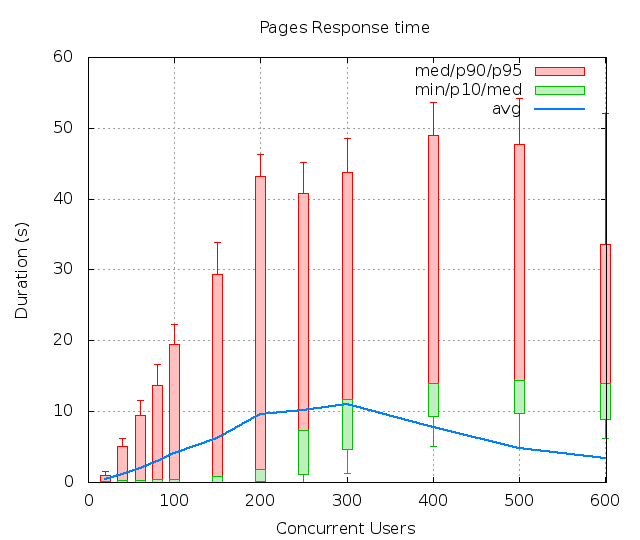 Pages Response time
60
50
40
30
20
10
0
Duration (s)
med/p90/p95
min/p10/med
avg
0 100 200 300 400 500 600
Concurrent Users